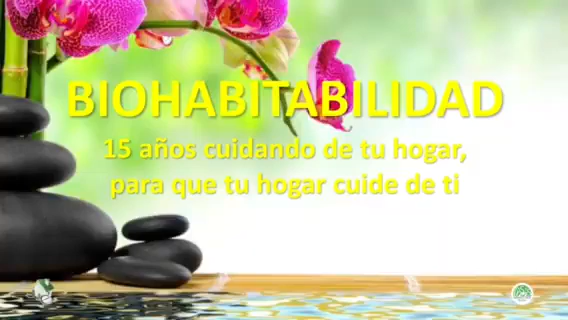 BIOHABITABILIDAD
15 años cuidando de tu hogar,
para que tu hogar cuide de ti